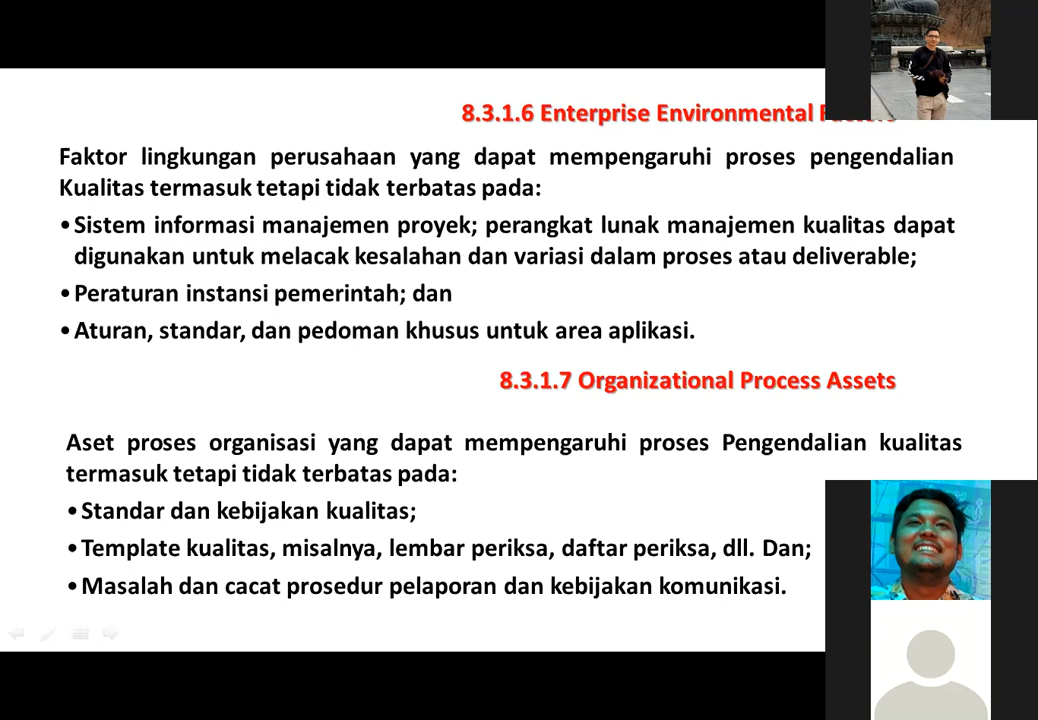 8.3.1.6 Enterprise Environmental
Faktor lingkungan perusahaan yang dapat mempengaruhi proses pengendalian
Kualitas termasuk tetapi tidak terbatas pada:
•Sistem informasi manajemen proyek; perangkat lunak manajemen kualitas dapat
digunakan untuk melacak kesalahan dan variasi dalam proses atau deliverable;
•Peraturan instansi pemerintah; dan
•Aturan, standar, dan pedoman khusus untuk area aplikasi.
8.3.1.7 Organizational Process Assets
Aset proses organisasi yang dapat mempengaruhi proses Pengendalian kualitas
termasuk tetapi tidak terbatas pada:
•Standar dan kebijakan kualitas;
•Template kualitas, misalnya, lembar periksa, daftar periksa, dll. Dan;
•Masalah dan cacat prosedur pelaporan dan kebijakan komunikasi.